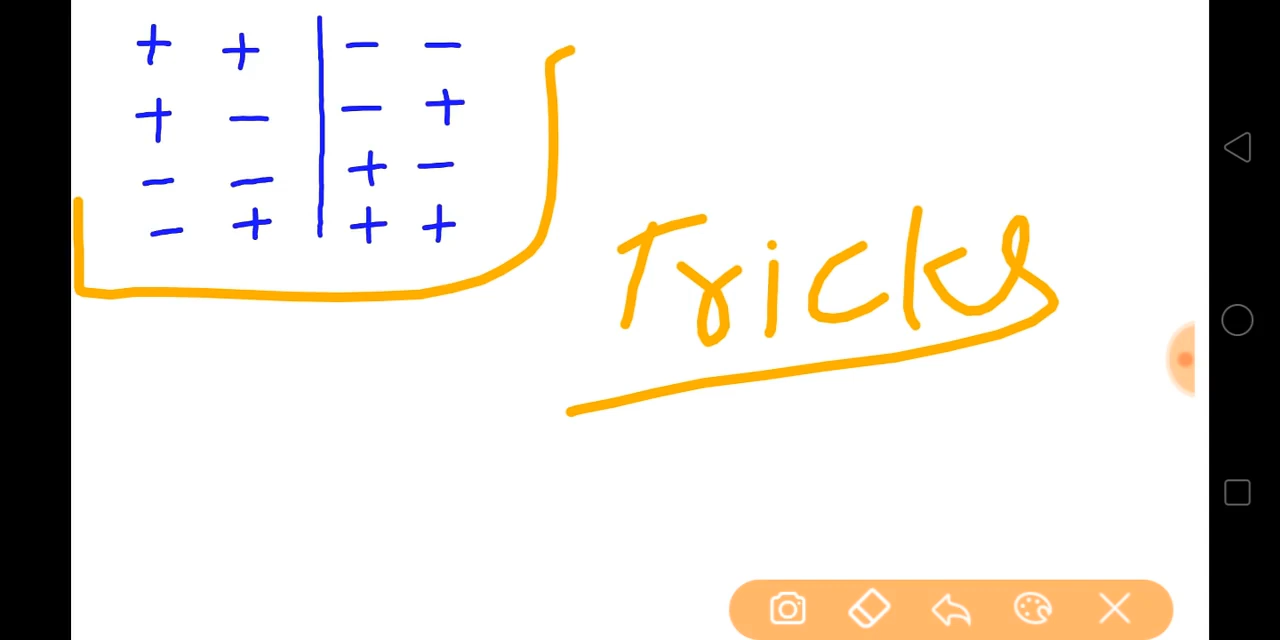 + + | − −
+ − | − +
− − | + −
− + | + +
Tricks